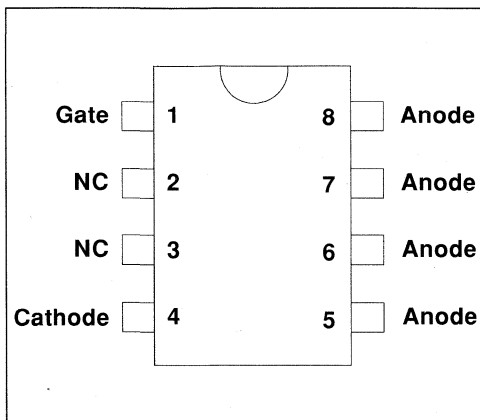 Gate 1 8 Anode
NC 2 7 Anode
NC 3 6 Anode
Cathode 4 5 Anode